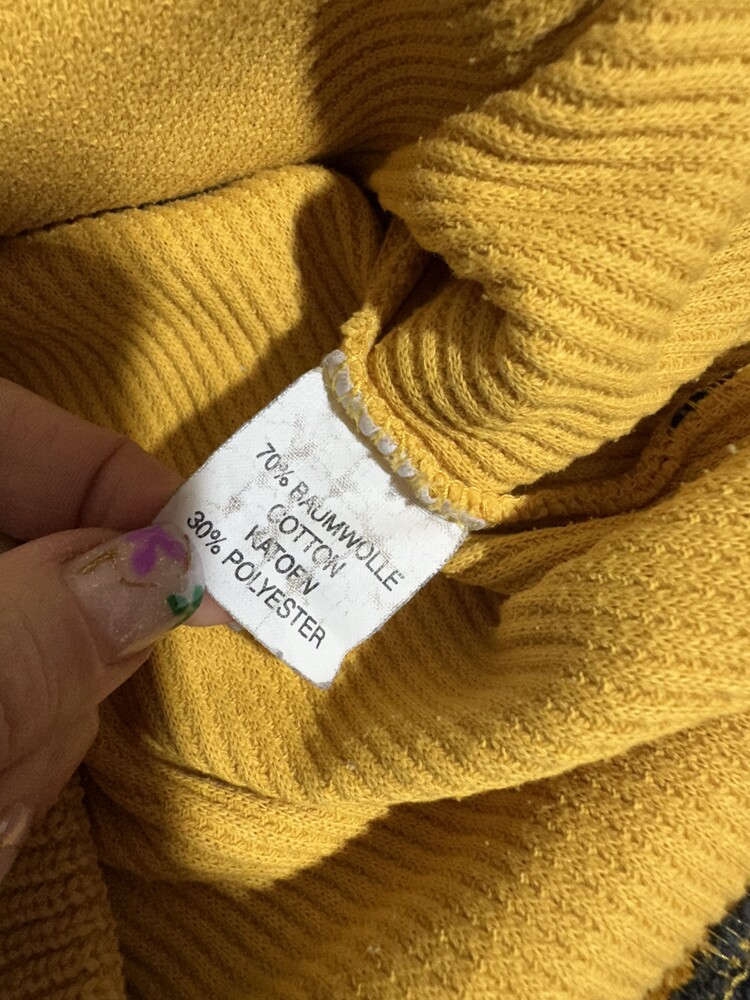 70% BAUMWOLLE
COTTON
KATOEN
30% POLYESTER